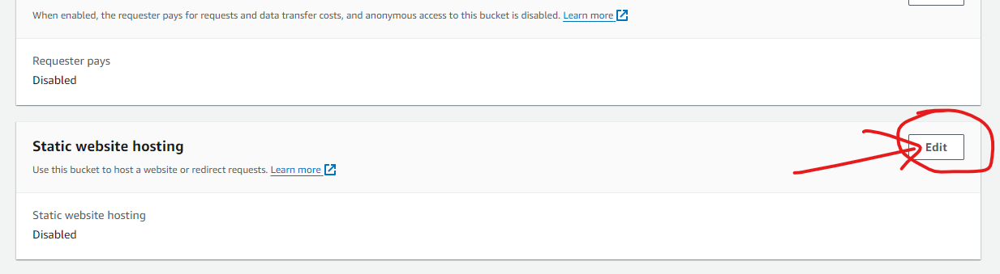 When enabled, the requester pays for requests and data transfer costs, and anonymous access to this bucket is disabled. Learn more
Requester pays
Disabled
Static website hosting
Edit
Use this bucket to host a website or redirect requests. Learn more
Static website hosting
Disabled